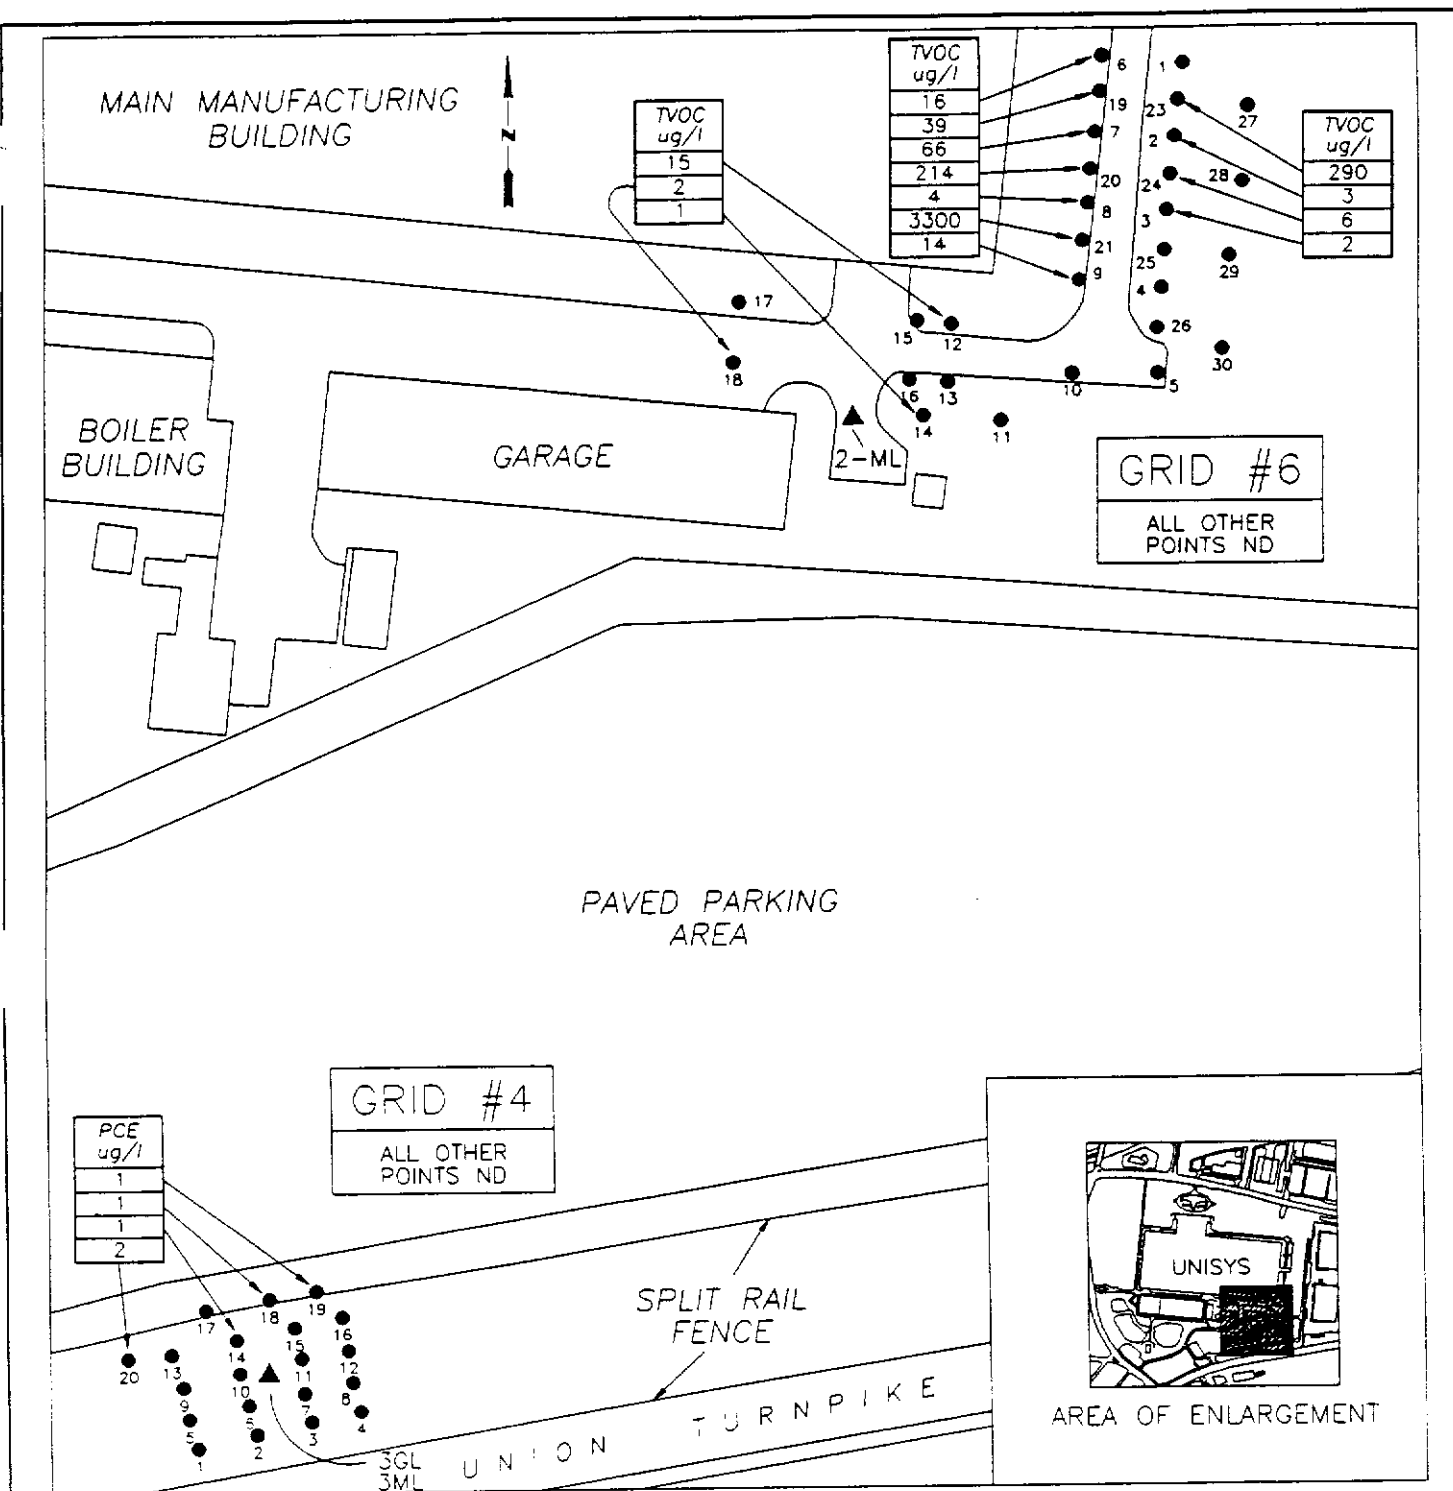 MAIN MANUFACTURING
BUILDING
N
TVOC
ug/l
15
2
1
TVOC
ug/l
16
39
66
214
4
3300
14
TVOC
ug/l
290
3
6
2
6
19
7
20
8
21
9
1
23
2
24
3
25
4
26
5
27
28
29
30
17
18
15
12
16
13
14
11
10
2-ML
BOILER
BUILDING
GARAGE
GRID #6
ALL OTHER
POINTS ND
PAVED PARKING
AREA
GRID #4
ALL OTHER
POINTS ND
PCE
ug/l
1
1
1
2
17
18
19
16
20
13
14
15
12
9
10
11
8
5
6
7
4
1
2
3
3GL
3ML
SPLIT RAIL
FENCE
UNION TURNPIKE
UNISYS
AREA OF ENLARGEMENT